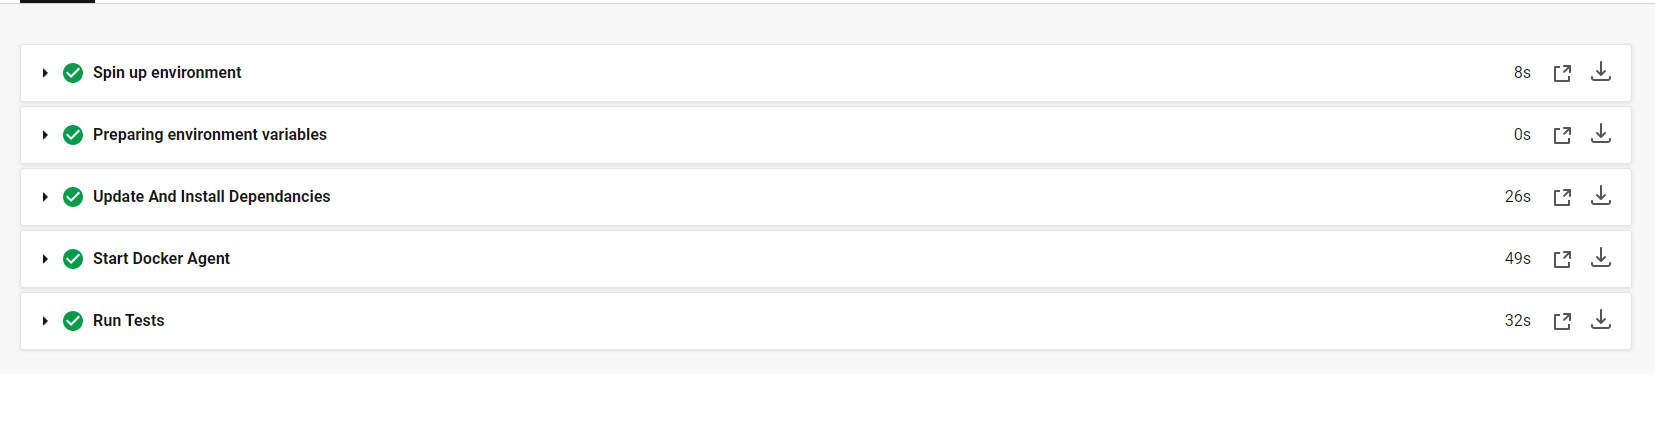 Spin up environment 8s
Preparing environment variables 0s
Update And Install Dependancies 26s
Start Docker Agent 49s
Run Tests 32s